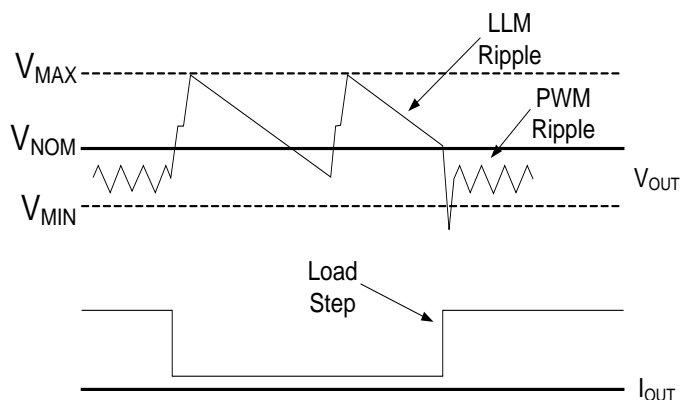 LLM
Ripple
VMAX
PWM
Ripple
VNOM
VOUT
VMIN
Load
Step
IOUT